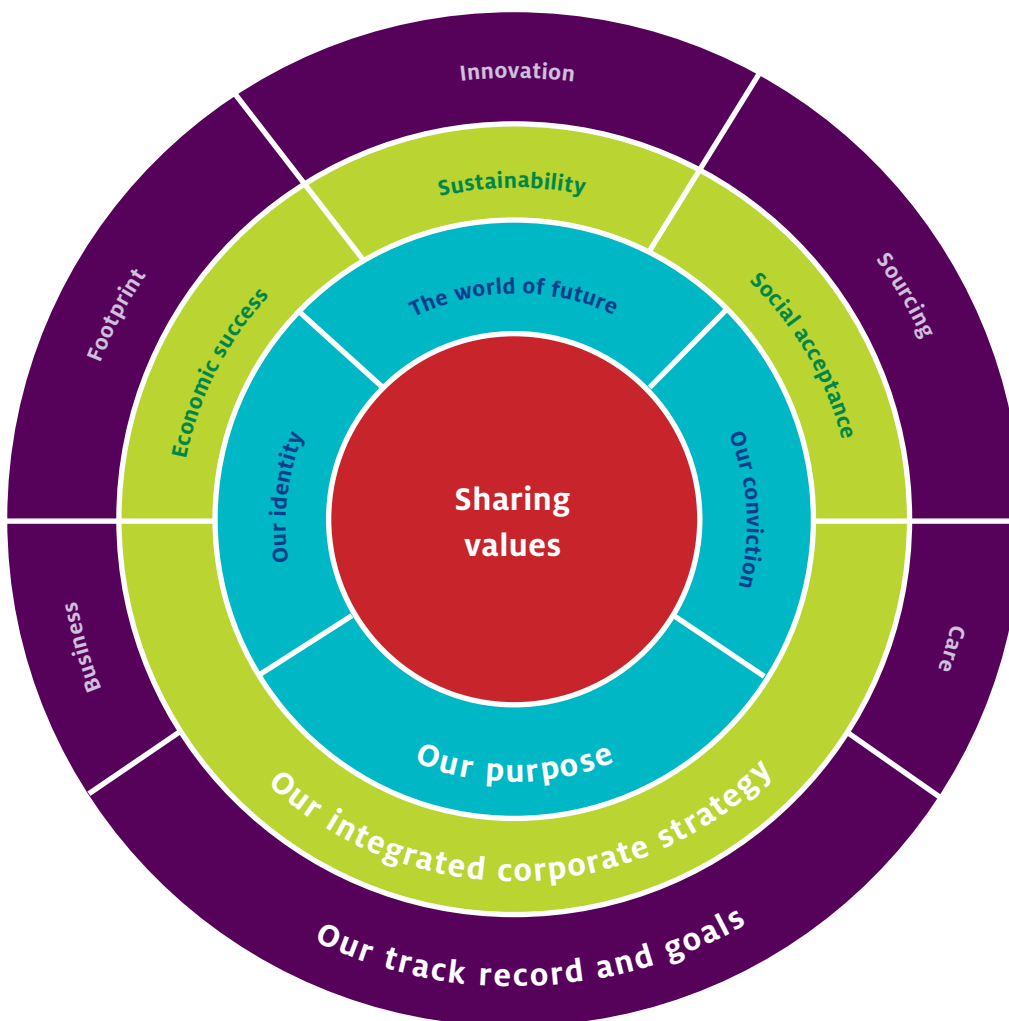 Innovation
Sustainability
The world of future
Footprint
Economic success
Our identity
Sharing
values
Our conviction
Social acceptance
Sourcing
Business
Care
Our purpose
Our integrated corporate strategy
Our track record and goals